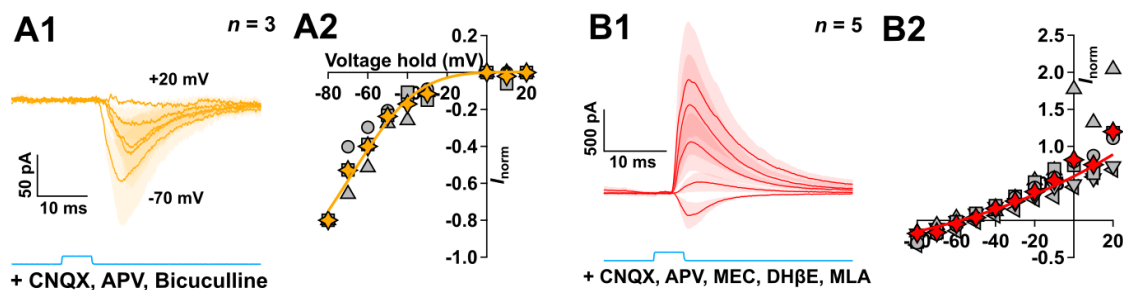 A1
n = 3
+20 mV
-70 mV
50 pA
10 ms
+ CNQX, APV, Bicuculline
A2
Voltage hold (mV)
0.2
-80 -60 -40 -20 20
-0.2
-0.4
-0.6
-0.8
-1.0
Inorm
B1
n = 5
500 pA
10 ms
+ CNQX, APV, MEC, DHβE, MLA
B2
2.5
Inorm
2.0
1.5
1.0
0.5
-80 -60 -40 -20 20
-0.5